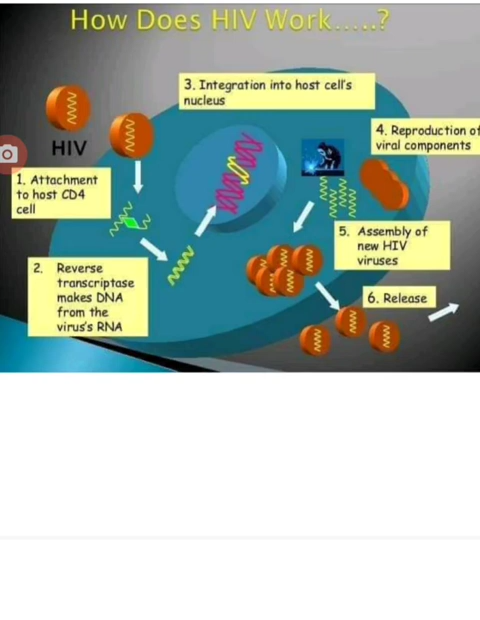 How Does HIV Work.....?
3. Integration into host cell's
nucleus
HIV
4. Reproduction of
viral components
1. Attachment
to host CD4
cell
5. Assembly of
new HIV
viruses
2. Reverse
transcriptase
makes DNA
from the
virus's RNA
6. Release